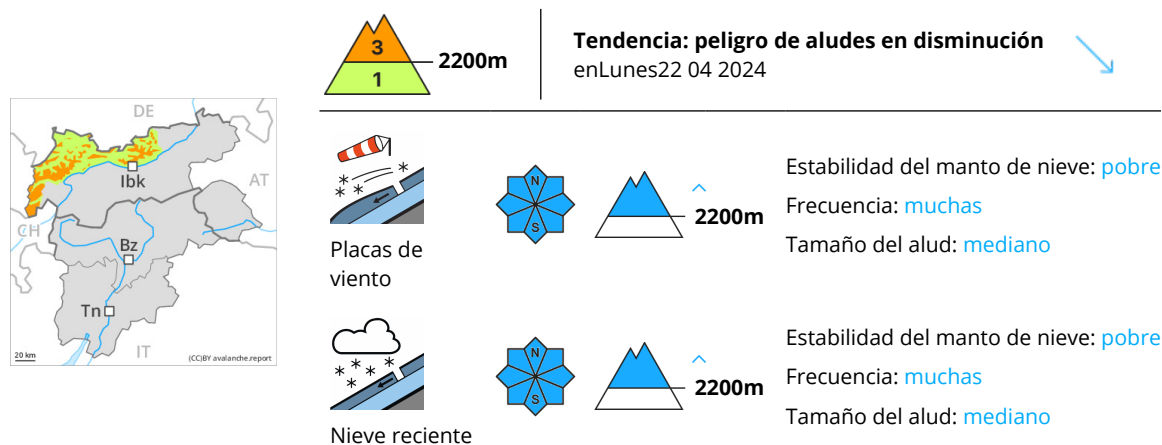 3
1
2200m
Tendencia: peligro de aludes en disminución
enLunes22 04 2024
DE
AT
CH
IT
Ibk
Bz
Tn
20 km
(CC)BY avalanche.report
N
S
2200m
Placas de
viento
Estabilidad del manto de nieve: pobre
Frecuencia: muchas
Tamaño del alud: mediano
N
S
2200m
Nieve reciente
Estabilidad del manto de nieve: pobre
Frecuencia: muchas
Tamaño del alud: mediano